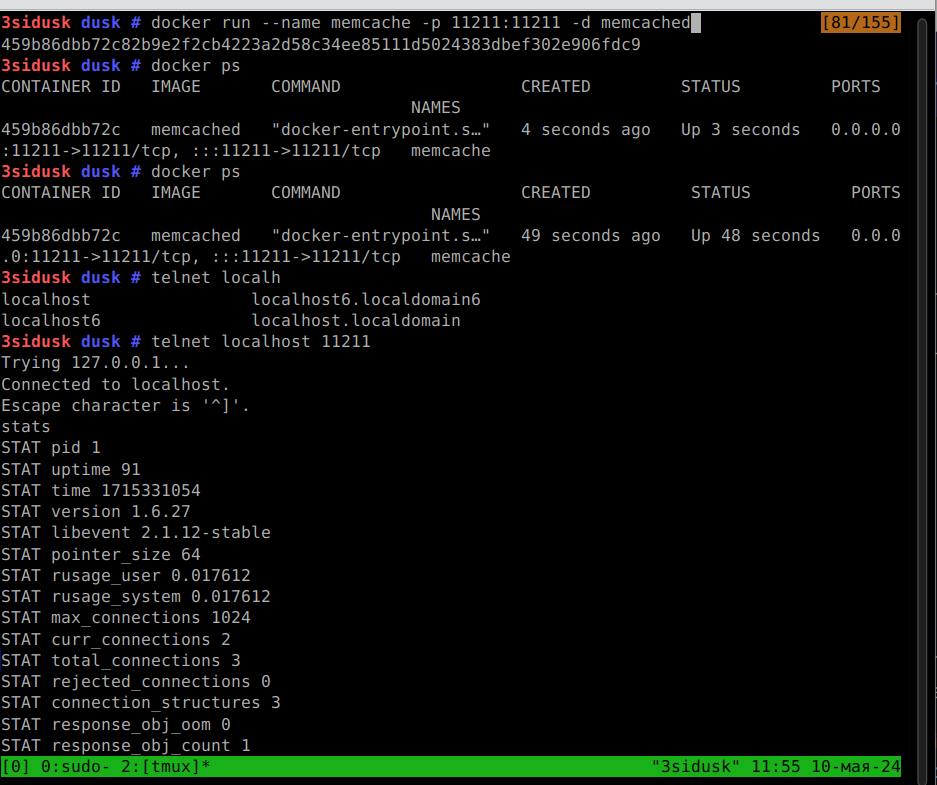 3sidusk dusk # docker run --name memcache -p 11211:11211 -d memcached [81/155]
459b86dbb72c82b9e2f2cb4223a2d58c34ee85111d5024383dbef302e906fdc9
3sidusk dusk # docker ps
CONTAINER ID   IMAGE       COMMAND                  CREATED         STATUS         PORTS
                                         NAMES
459b86dbb72c   memcached   "docker-entrypoint.s…"   4 seconds ago   Up 3 seconds   0.0.0.0
:11211->11211/tcp, :::11211->11211/tcp   memcache
3sidusk dusk # docker ps
CONTAINER ID   IMAGE       COMMAND                  CREATED          STATUS          PORTS
                                           NAMES
459b86dbb72c   memcached   "docker-entrypoint.s…"   49 seconds ago   Up 48 seconds   0.0.0
.0:11211->11211/tcp, :::11211->11211/tcp   memcache
3sidusk dusk # telnet localh
localhost                localhost6.localdomain6
localhost6               localhost.localdomain
3sidusk dusk # telnet localhost 11211
Trying 127.0.0.1...
Connected to localhost.
Escape character is '^]'.
stats
STAT pid 1
STAT uptime 91
STAT time 1715331054
STAT version 1.6.27
STAT libevent 2.1.12-stable
STAT pointer_size 64
STAT rusage_user 0.017612
STAT rusage_system 0.017612
STAT max_connections 1024
STAT curr_connections 2
STAT total_connections 3
STAT rejected_connections 0
STAT connection_structures 3
STAT response_obj_oom 0
STAT response_obj_count 1
[0] 0:sudo- 2:[tmux]* "3sidusk" 11:55 10-мая-24